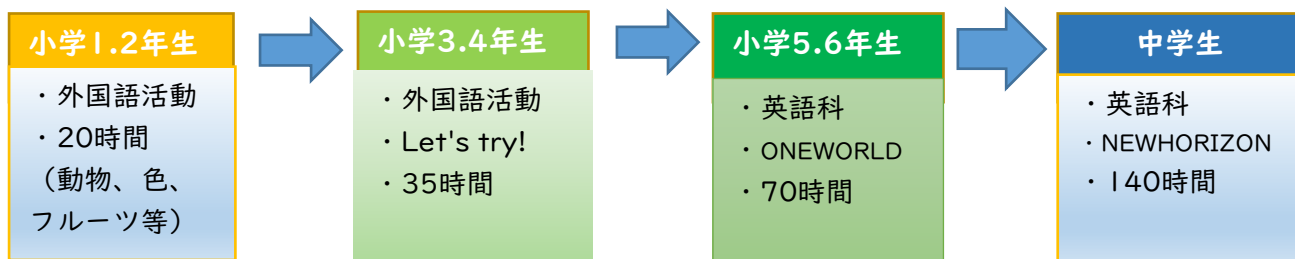 小学1.2年生
・外国語活動
・20時間
（動物、色、
フルーツ等）
小学3.4年生
・外国語活動
・Let's try!
・35時間
小学5.6年生
・英語科
・ONEWORLD
・70時間
中学生
・英語科
・NEWHORIZON
・140時間